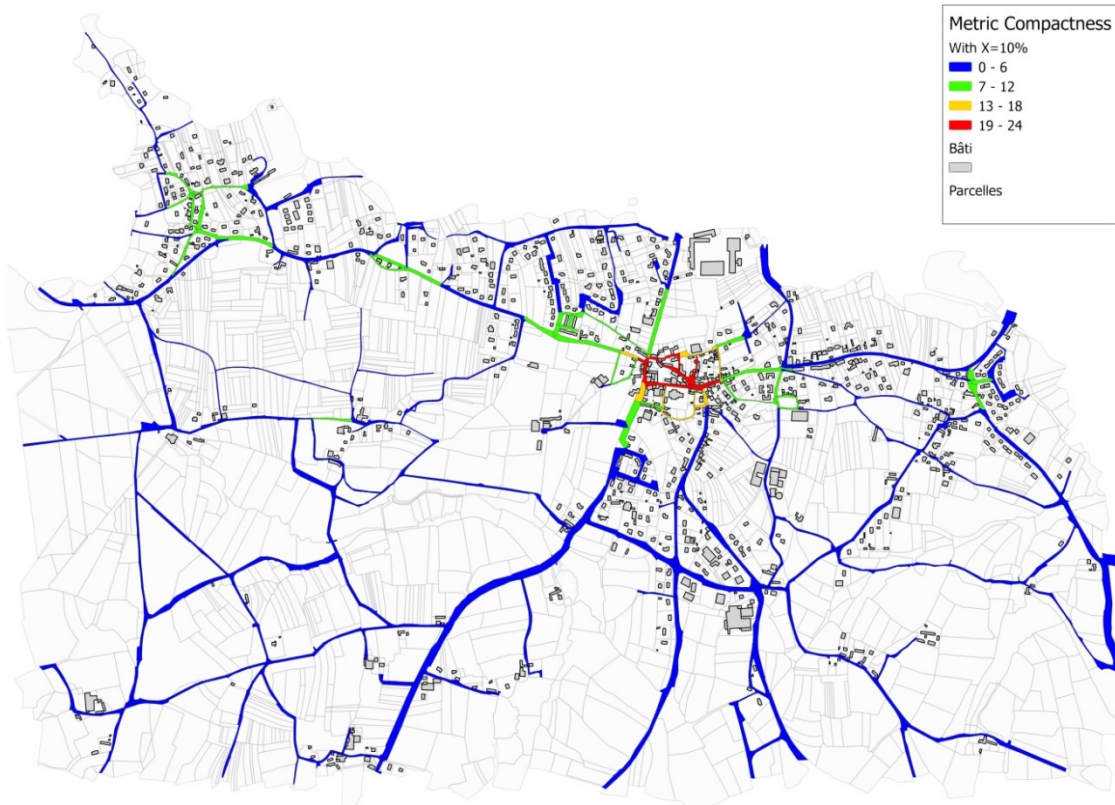 Metric Compactness
With X=10%
0 - 6
7 - 12
13 - 18
19 - 24
Bâti
Parcelles